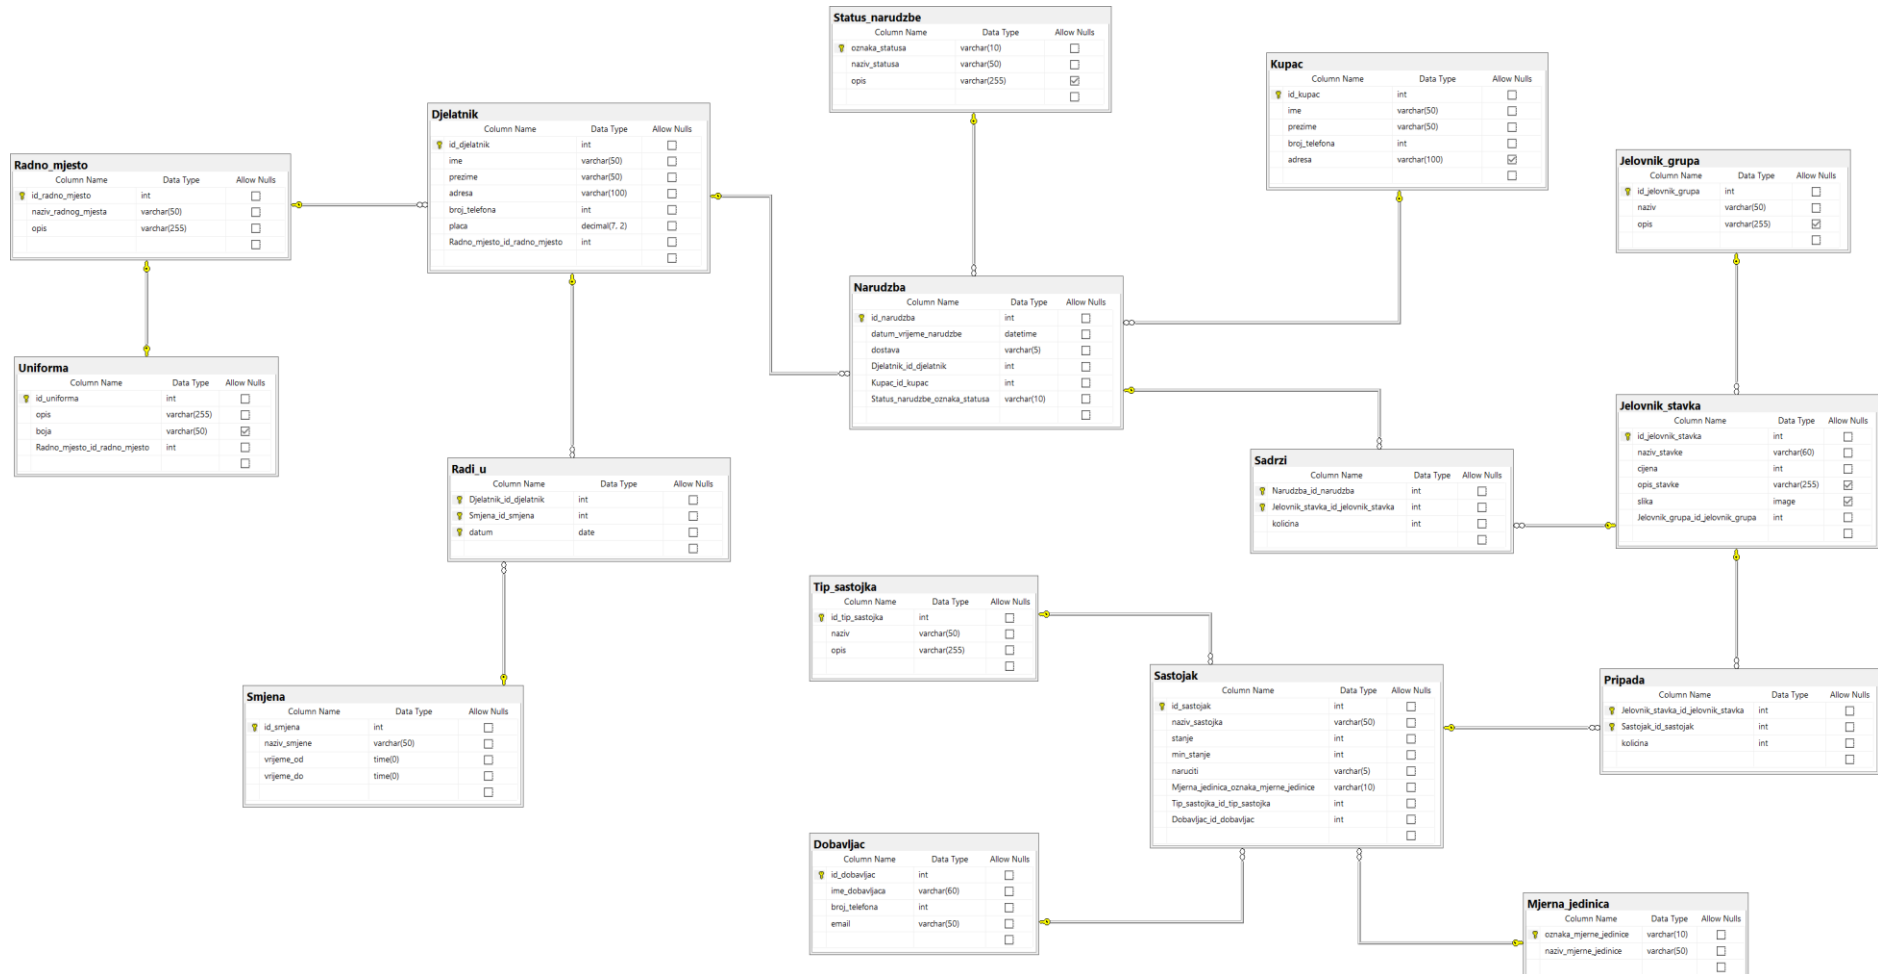 Status_narudzbe
Column Name Data Type Allow Nulls
oznaka_statusa varchar(10)
naziv_statusa varchar(50)
opis varchar(255)
Kupac
Column Name Data Type Allow Nulls
id_kupac int
ime varchar(50)
prezime varchar(50)
broj_telefona int
adresa varchar(100)
Djelatnik
Column Name Data Type Allow Nulls
id_djelatnik int
ime varchar(50)
prezime varchar(50)
adresa varchar(100)
broj_telefona int
placa decimal(7, 2)
Radno_mjesto_id_radno_mjesto int
Radno_mjesto
Column Name Data Type Allow Nulls
id_radno_mjesto int
naziv_radnog_mjesta varchar(50)
opis varchar(255)
Jelovnik_grupa
Column Name Data Type Allow Nulls
id_jelovnik_grupa int
naziv varchar(50)
opis varchar(255)
Narudzba
Column Name Data Type Allow Nulls
id_narudzba int
datum_vrijeme_narudzbe datetime
dostava varchar(5)
Djelatnik_id_djelatnik int
Kupac_id_kupac int
Status_narudzbe_oznaka_statusa varchar(10)
Uniforma
Column Name Data Type Allow Nulls
id_uniforma int
opis varchar(255)
boja varchar(50)
Radno_mjesto_id_radno_mjesto int
Jelovnik_stavka
Column Name Data Type Allow Nulls
id_jelovnik_stavka int
naziv_stavke varchar(60)
cijena int
opis_stavke varchar(255)
slika image
Jelovnik_grupa_id_jelovnik_grupa int
Radi_u
Column Name Data Type Allow Nulls
Djelatnik_id_djelatnik int
Smjena_id_smjena int
datum date
Sadrzi
Column Name Data Type Allow Nulls
Narudzba_id_narudzba int
Jelovnik_stavka_id_jelovnik_stavka int
kolicina int
Tip_sastojka
Column Name Data Type Allow Nulls
id_tip_sastojka int
naziv varchar(50)
opis varchar(255)
Sastojak
Column Name Data Type Allow Nulls
id_sastojak int
naziv_sastojka varchar(50)
stanje int
min_stanje int
naruciti varchar(5)
Mjerna_jedinica_oznaka_mjerne_jedinice varchar(10)
Tip_sastojka_id_tip_sastojka int
Dobavljac_id_dobavljac int
Pripada
Column Name Data Type Allow Nulls
Jelovnik_stavka_id_jelovnik_stavka int
Sastojak_id_sastojak int
kolicina int
Smjena
Column Name Data Type Allow Nulls
id_smjena int
naziv_smjene varchar(50)
vrijeme_od time(0)
vrijeme_do time(0)
Dobavljac
Column Name Data Type Allow Nulls
id_dobavljac int
ime_dobavljaca varchar(60)
broj_telefona int
email varchar(50)
Mjerna_jedinica
Column Name Data Type Allow Nulls
oznaka_mjerne_jedinice varchar(10)
naziv_mjerne_jedinice varchar(50)